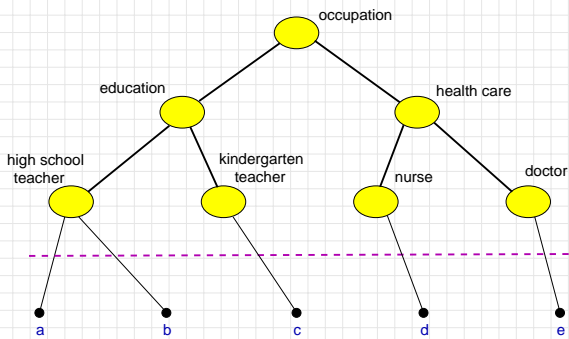 occupation
education
health care
high school
teacher
kindergarten
teacher
nurse
doctor
a
b
c
d
e